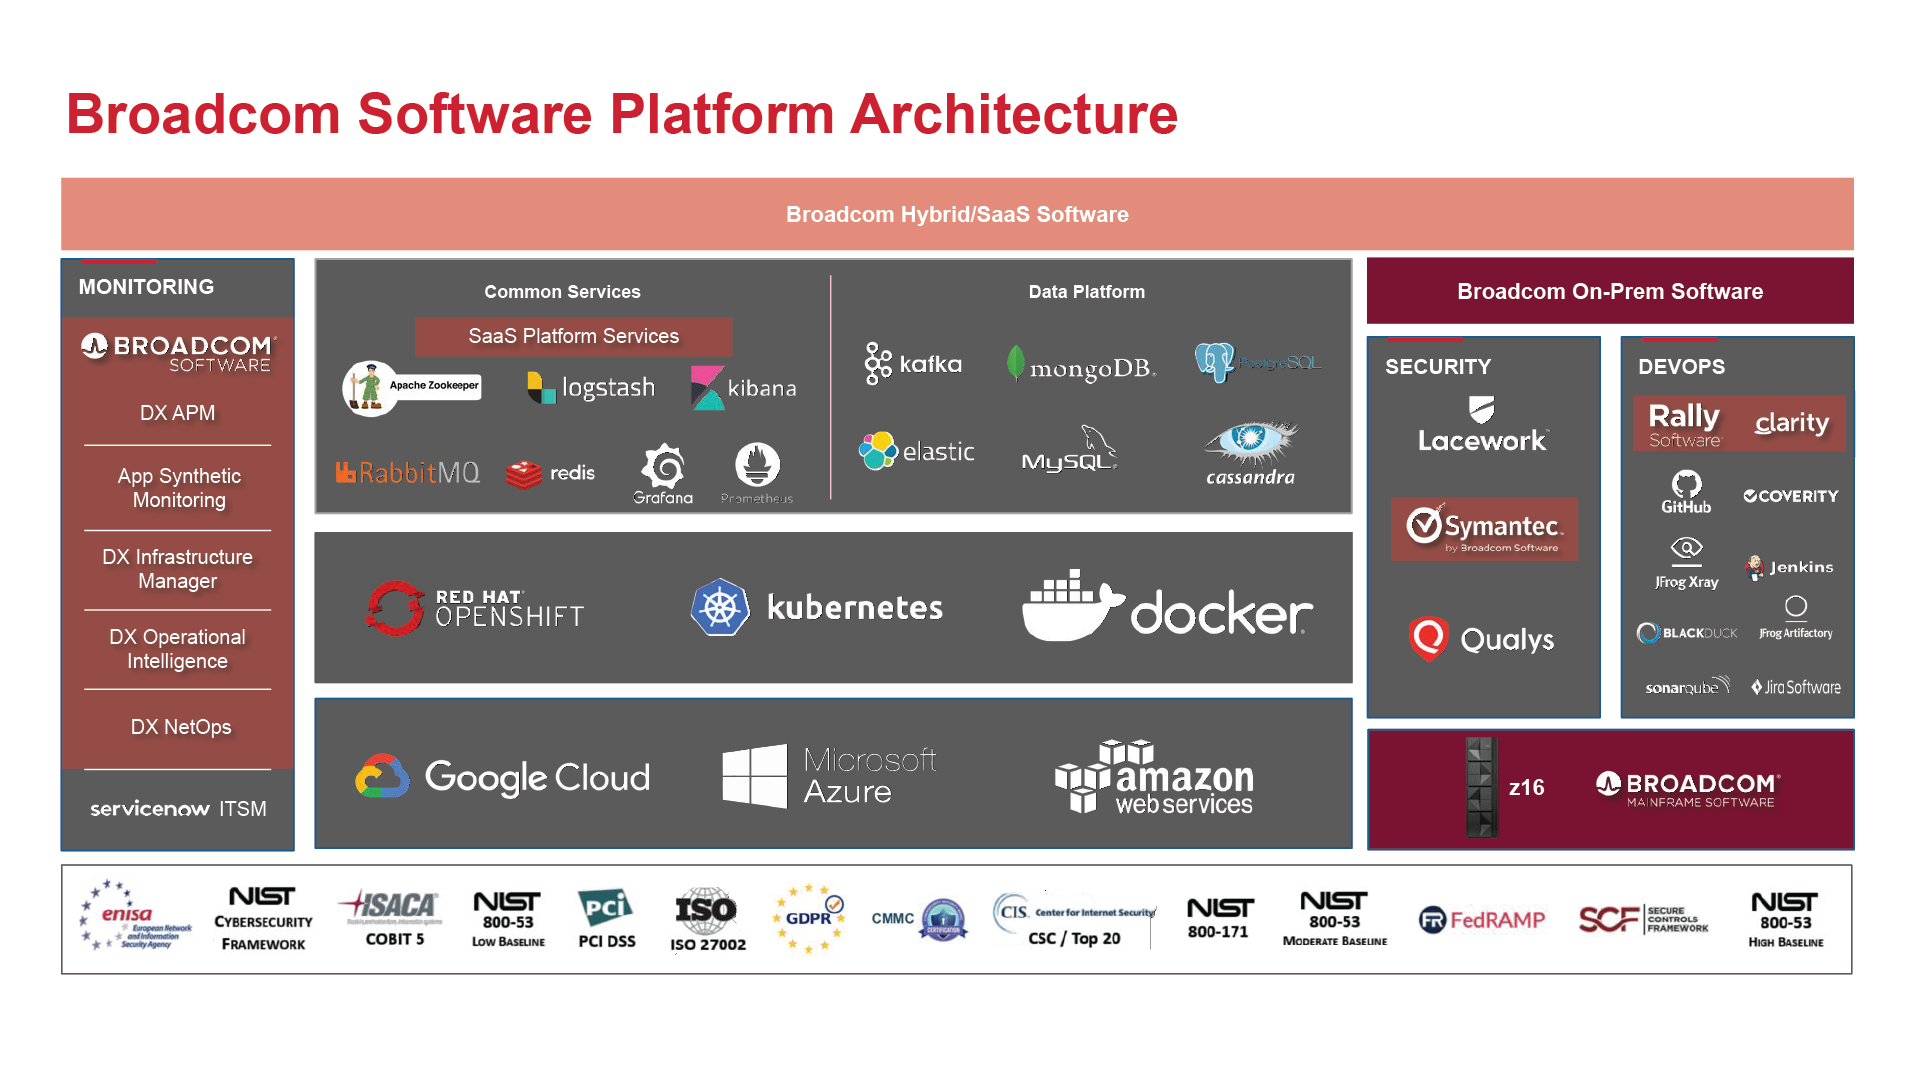 Broadcom Software Platform Architecture
Broadcom Hybrid/SaaS Software
MONITORING
BROADCOM
SOFTWARE
DX APM
App Synthetic
Monitoring
DX Infrastructure
Manager
DX Operational
Intelligence
DX NetOps
servicenow ITSM
Common Services
SaaS Platform Services
Apache Zookeeper
logstash
kibana
RabbitMQ
redis
Grafana
Prometheus
Data Platform
kafka
mongoDB
PostgreSQL
elastic
MySQL
cassandra
RED HAT
OPENSHIFT
kubernetes
docker
Google Cloud
Microsoft
Azure
amazon
web services
Broadcom On-Prem Software
SECURITY
Lacework
Symantec
by Broadcom Software
Qualys
DEVOPS
Rally
Software
clarity
GitHub
COVERITY
JFrog Xray
Jenkins
BLACKDUCK
JFrog Artifactory
sonarqube
Jira Software
z16
BROADCOM
MAINFRAME SOFTWARE
enisa
European Network
and Information
Security Agency
NIST
CYBERSECURITY
FRAMEWORK
ISACA
COBIT 5
NIST
800-53
LOW BASELINE
PCI
PCI DSS
ISO
ISO 27002
GDPR
CMMC
CERTIFICATION
CIS. Center for Internet Security
CSC / Top 20
NIST
800-171
NIST
800-53
MODERATE BASELINE
FR FedRAMP
SCF SECURE
CONTROLS
FRAMEWORK
NIST
800-53
HIGH BASELINE